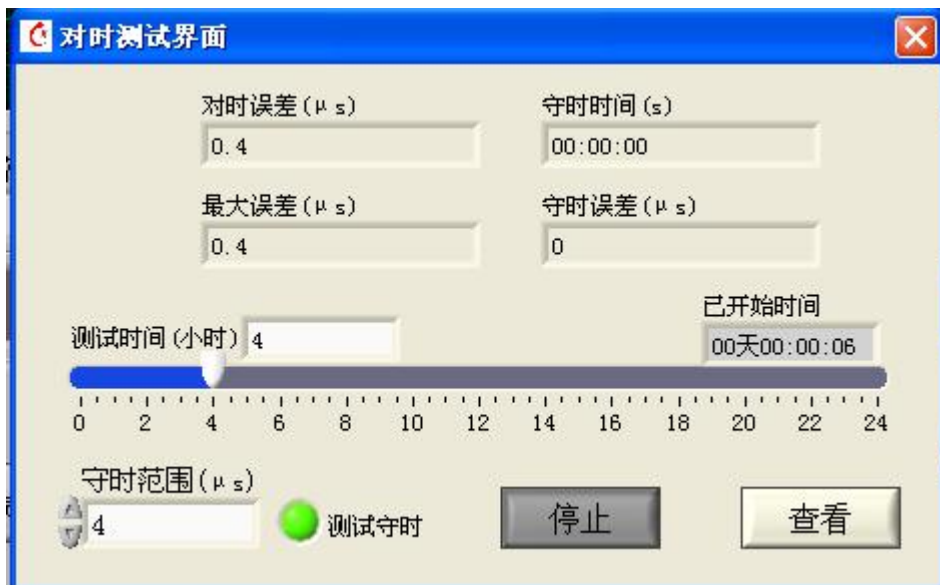 对时测试界面
对时误差(μs) 守时时间(s)
0.4 00:00:00
最大误差(μs) 守时误差(μs)
0.4 0
已开始时间
测试时间(小时) 4 00天00:00:06
0 2 4 6 8 10 12 14 16 18 20 22 24
守时范围(μs)
4 测试守时 停止 查看